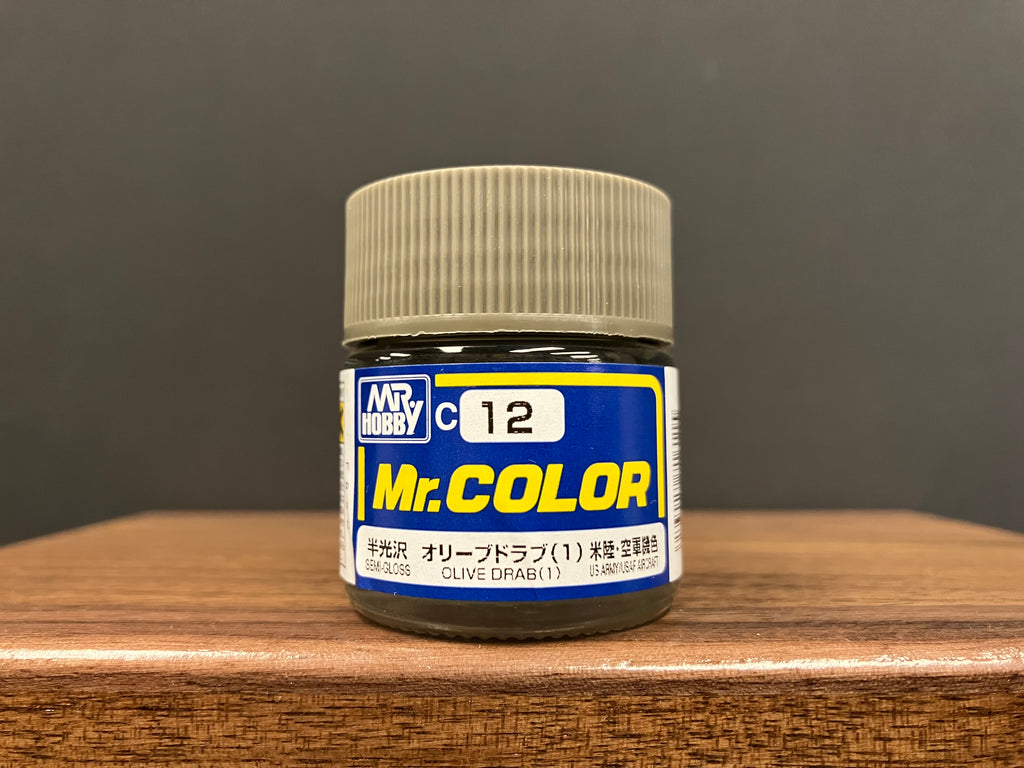 MR.
HOBBY
C 12
Mr.COLOR
半光沢 オリーブドラブ(1) 米陸・空軍機色
SEMI-GLOSS OLIVE DRAB(1) US ARMY/USAF AIRCRAFT